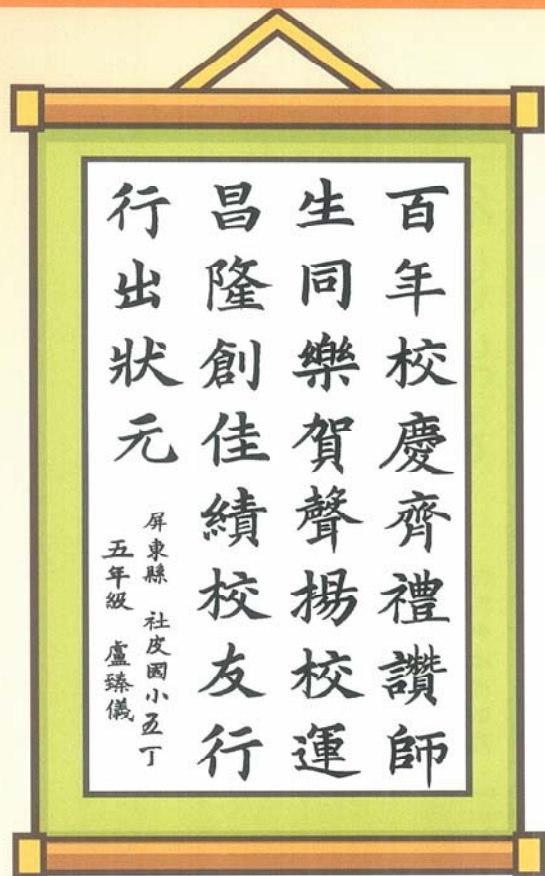 百年校慶齊禮讚師
生同樂賀聲揚校運
昌隆創佳績校友行
行出狀元
屏東縣 社皮國小五丁
五年級 盧臻儀